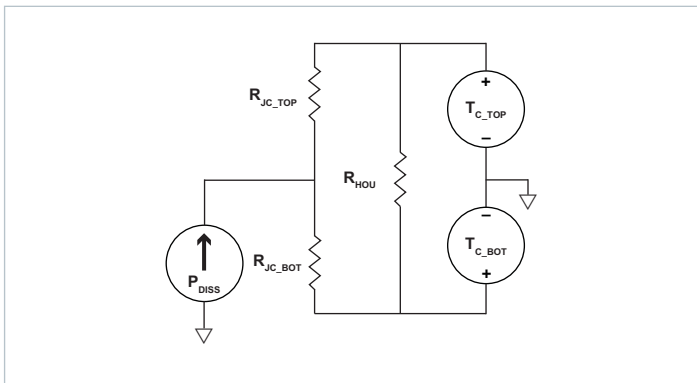 R_JC_TOP
+
T_C_TOP
–
R_HOU
–
T_C_BOT
+
R_JC_BOT
P_DISS